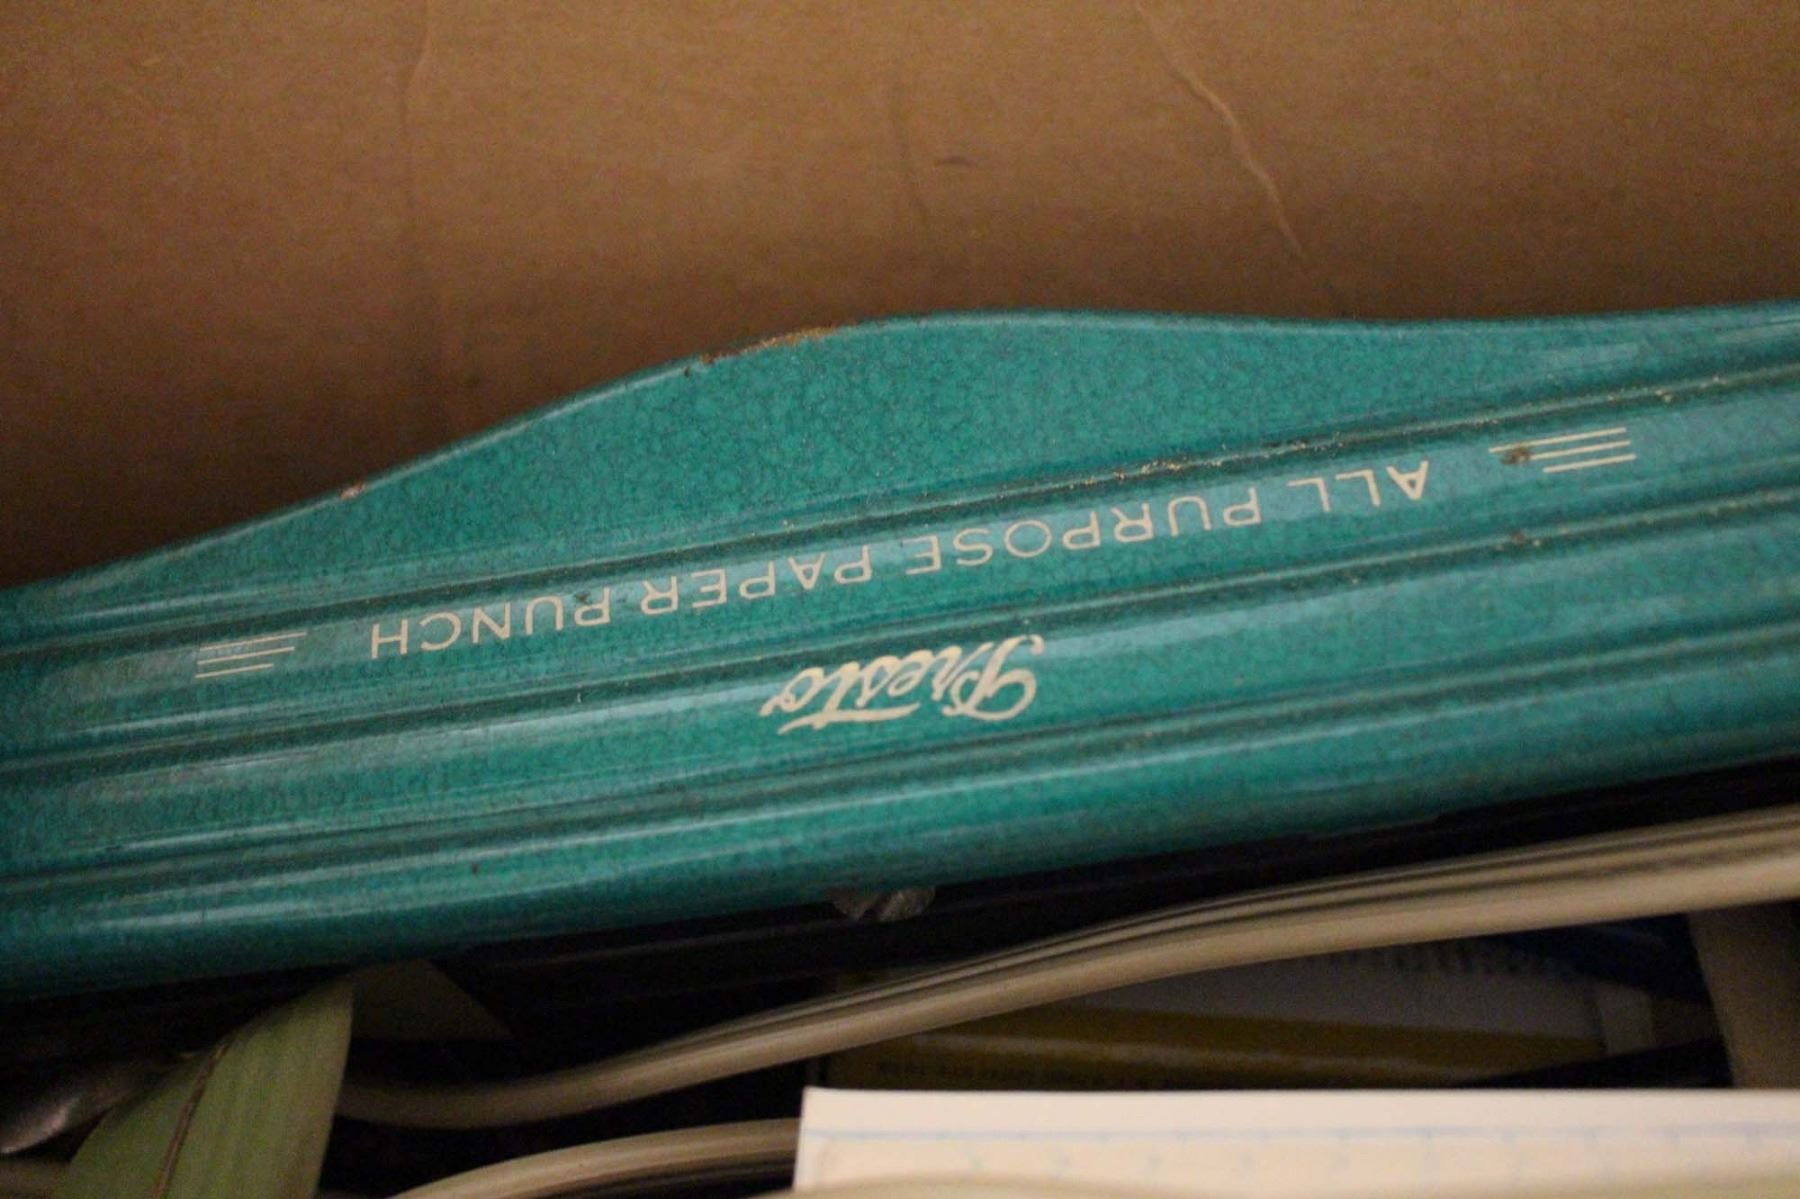 Presto
ALL PURPOSE PAPER PUNCH